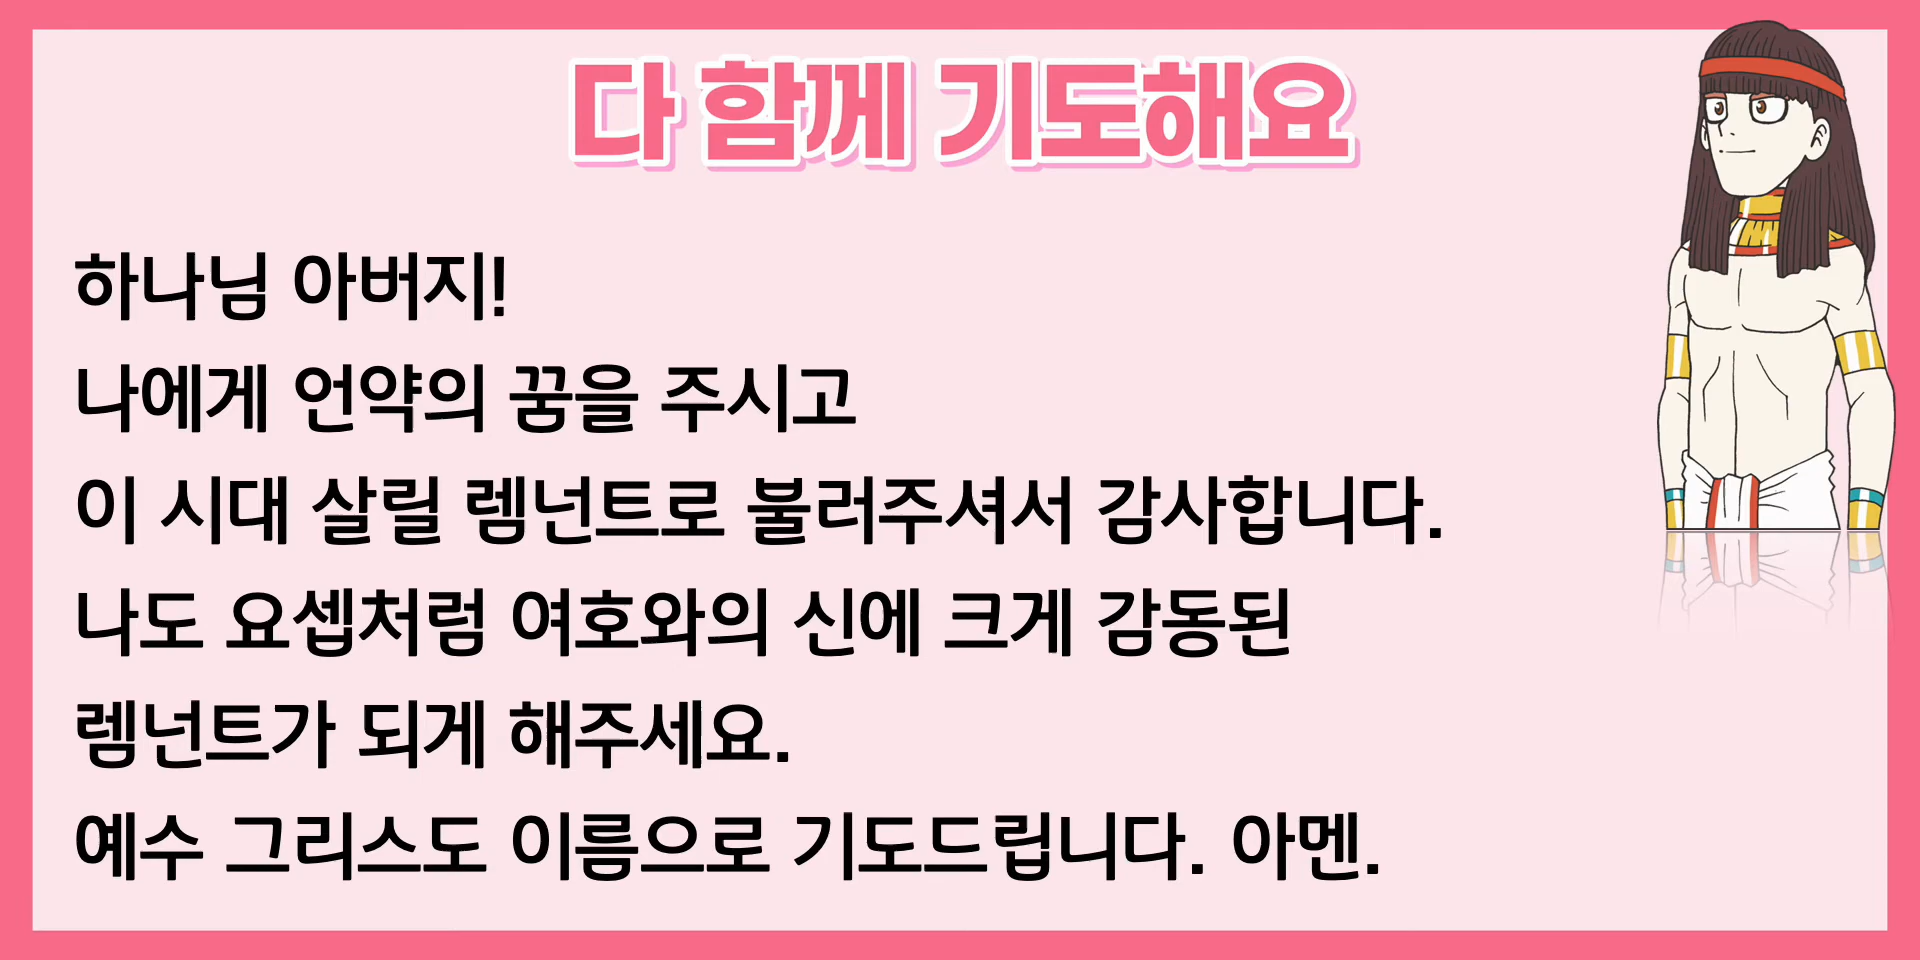 다 함께 기도해요
하나님 아버지!
나에게 언약의 꿈을 주시고
이 시대 살릴 렘넌트로 불러주셔서 감사합니다.
나도 요셉처럼 여호와의 신에 크게 감동된
렘넌트가 되게 해주세요.
예수 그리스도 이름으로 기도드립니다. 아멘.